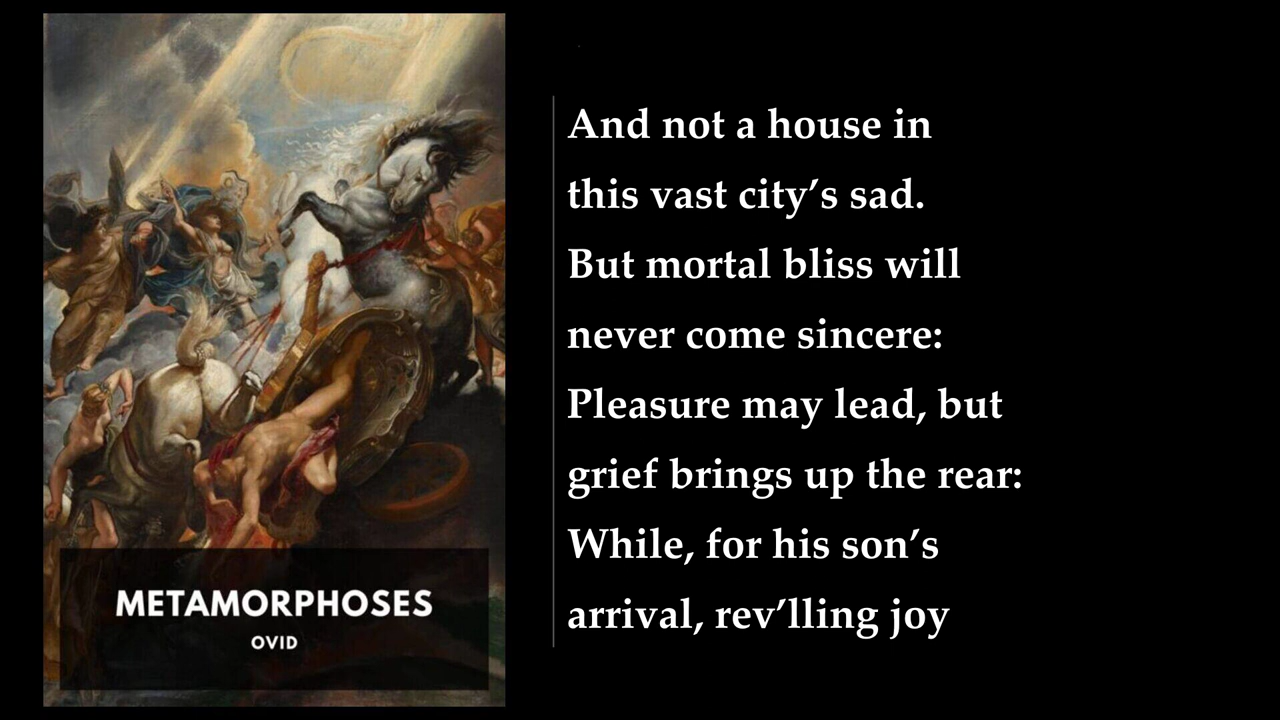 METAMORPHOSES
OVID
And not a house in
this vast city’s sad.
But mortal bliss will
never come sincere:
Pleasure may lead, but
grief brings up the rear:
While, for his son’s
arrival, rev’lling joy